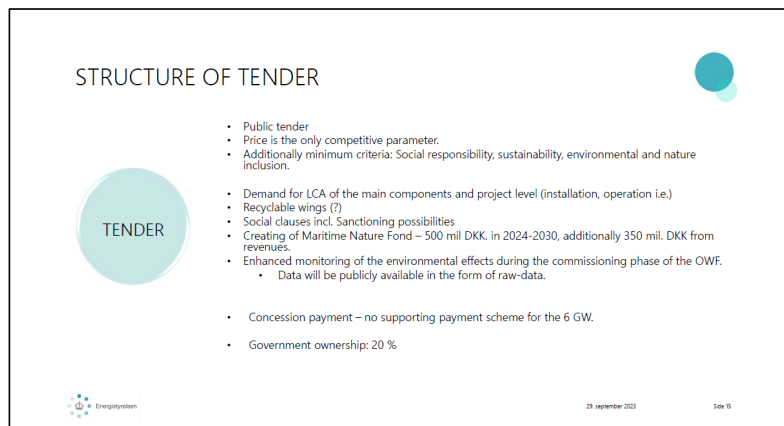 STRUCTURE OF TENDER
• Public tender
• Price is the only competitive parameter.
• Additionally minimum criteria: Social responsibility, sustainability, environmental and nature
inclusion.
• Demand for LCA of the main components and project level (installation, operation i.e.)
• Recyclable wings (?)
• Social clauses incl. Sanctioning possibilities
• Creating of Maritime Nature Fond – 500 mil DKK. in 2024-2030, additionally 350 mil. DKK from
revenues.
• Enhanced monitoring of the environmental effects during the commissioning phase of the OWF.
• Data will be publicly available in the form of raw-data.
• Concession payment – no supporting payment scheme for the 6 GW.
• Government ownership: 20 %
TENDER
Energistyrelsen
29. september 2023
Side 15